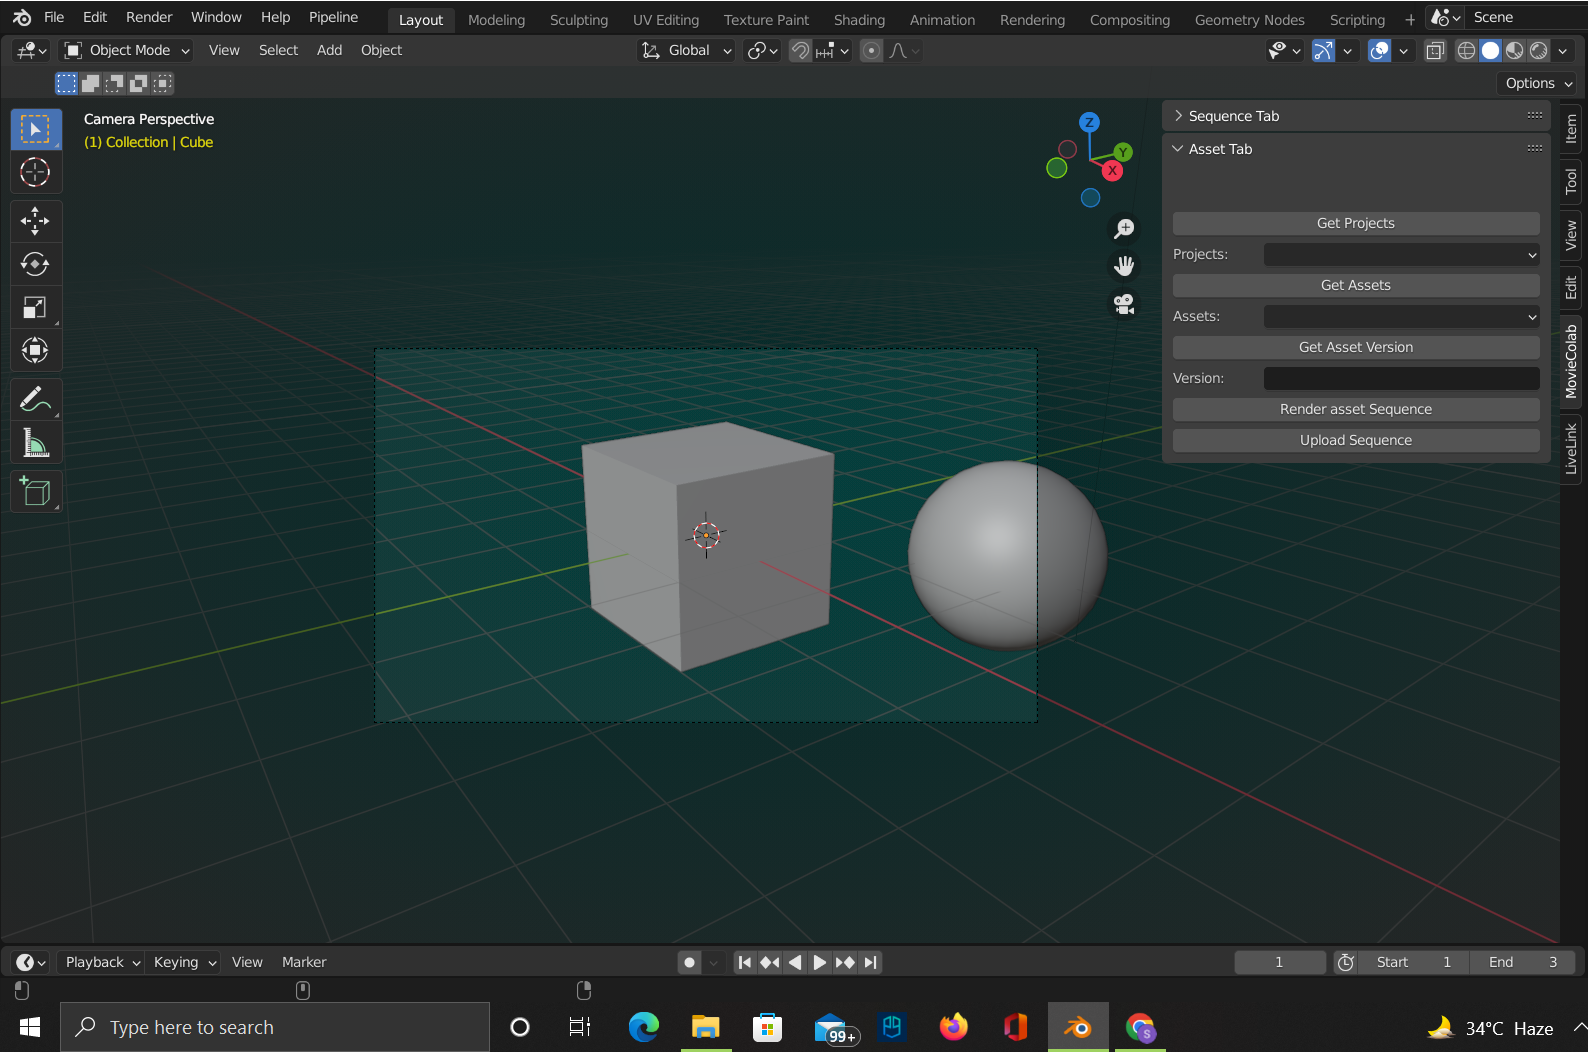 File Edit Render Window Help Pipeline Layout Modeling Sculpting UV Editing Texture Paint Shading Animation Rendering Compositing Geometry Nodes Scripting + Scene
Object Mode View Select Add Object Global
Options
Camera Perspective
(1) Collection | Cube
Z
Y
X
Sequence Tab
Asset Tab
Get Projects
Projects:
Get Assets
Assets:
Get Asset Version
Version:
Render asset Sequence
Upload Sequence
Item
Tool
View
Edit
MovieColab
LiveLink
Playback Keying View Marker 1 Start 1 End 3
Type here to search 99+ S 34°C Haze